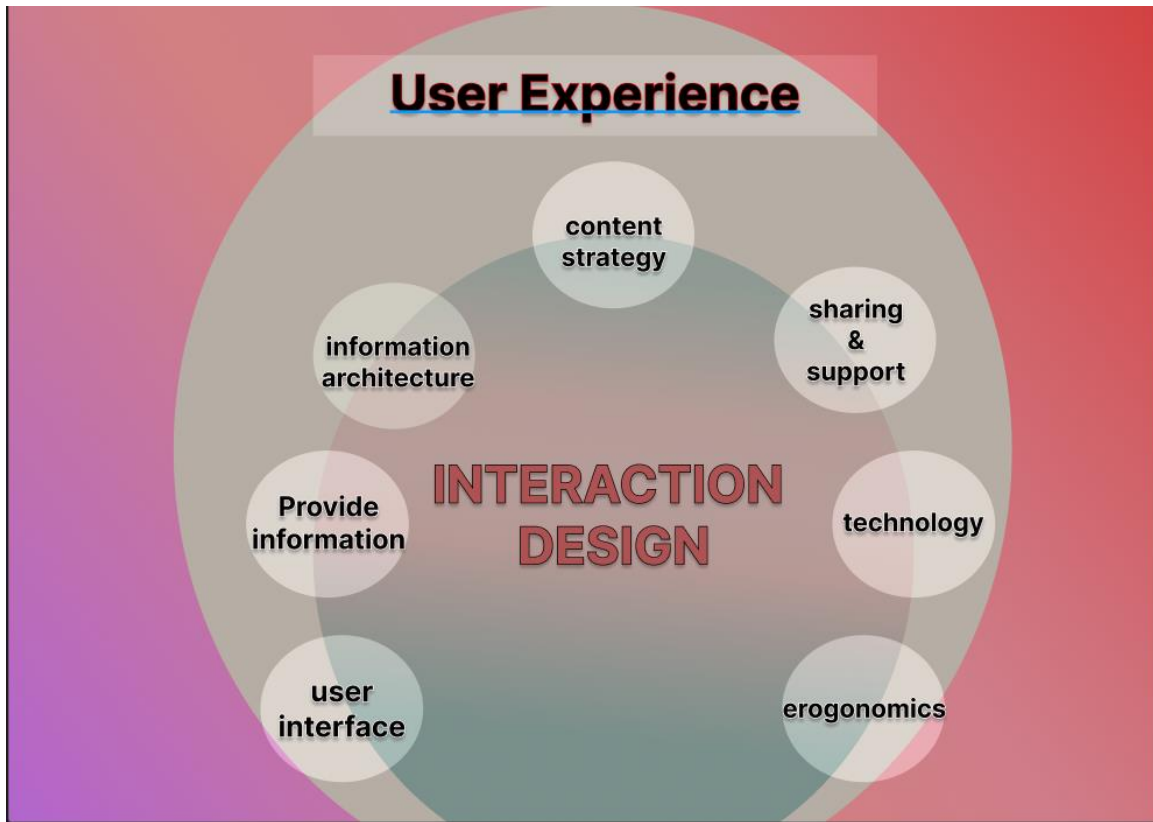 User Experience
content
strategy
sharing
&
support
information
architecture
INTERACTION
DESIGN
Provide
information
technology
user
interface
erogonomics